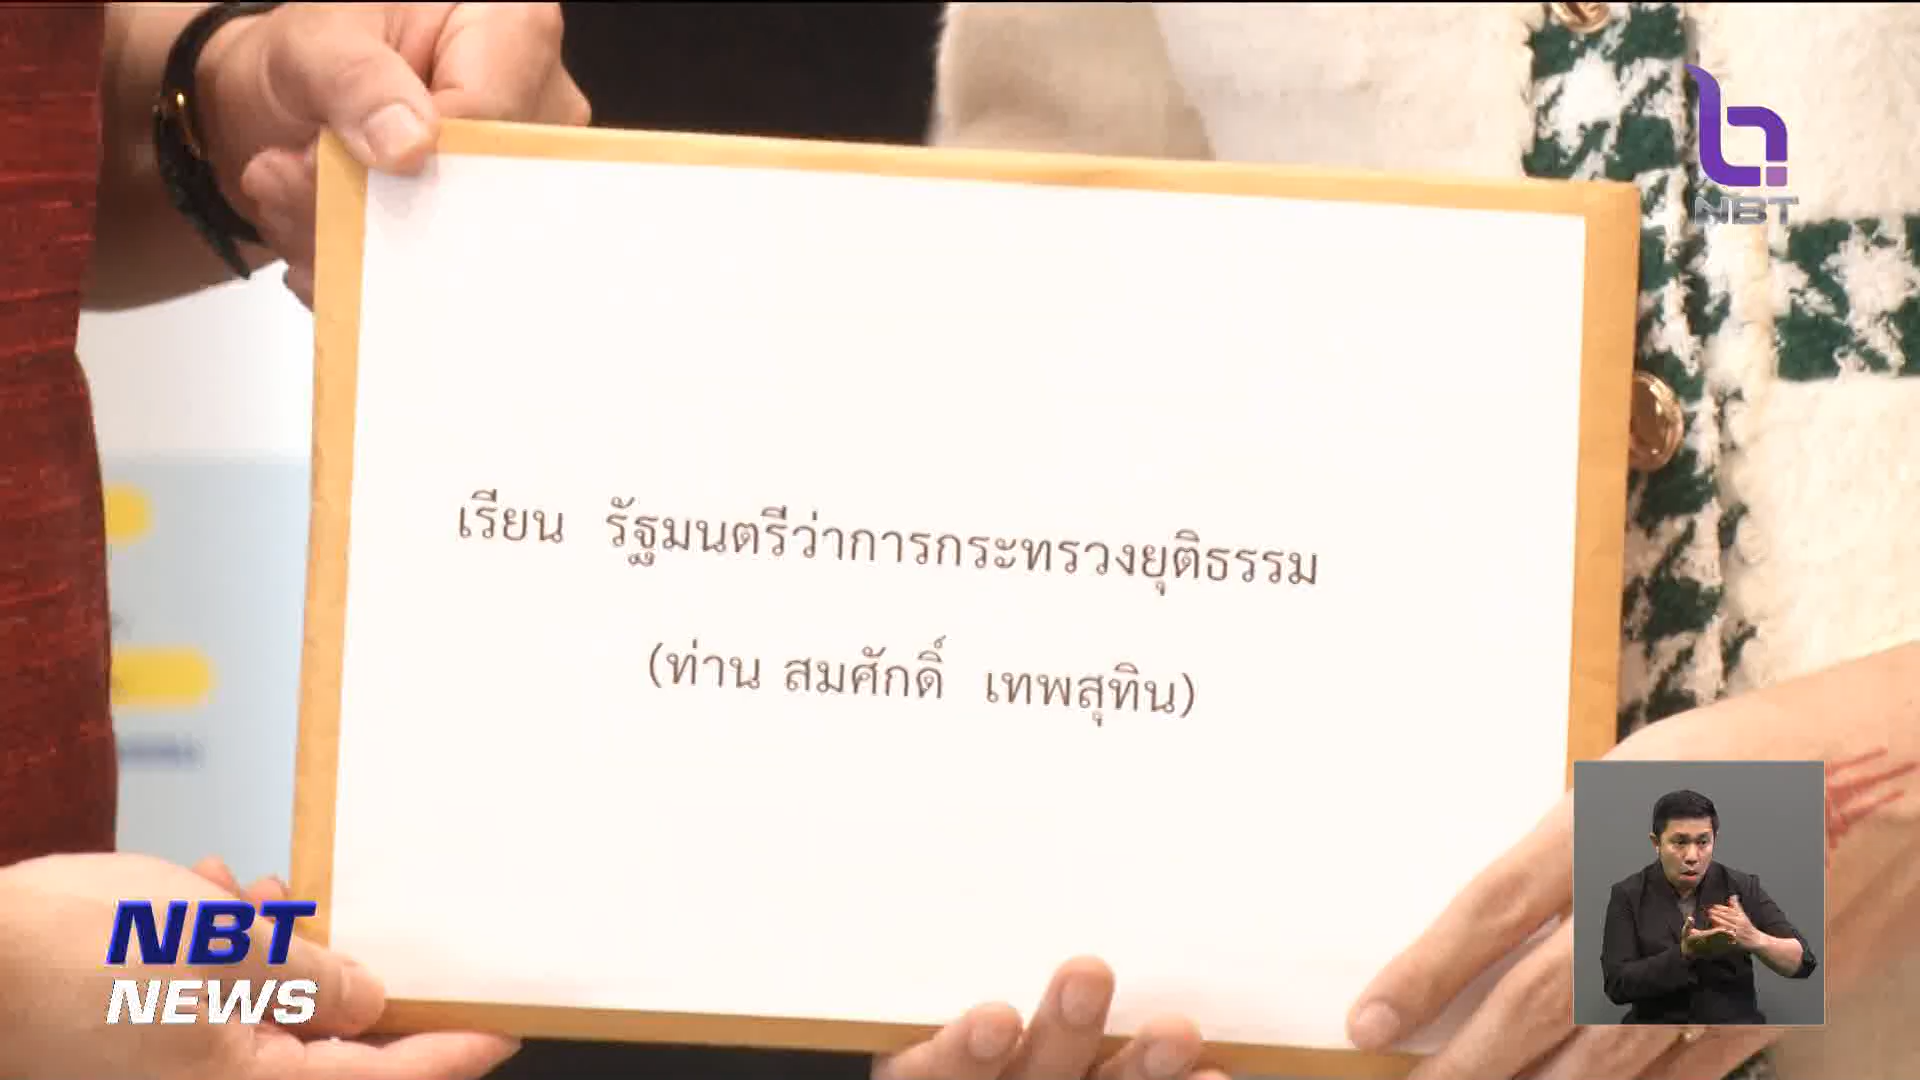 NBT
เรียน  รัฐมนตรีว่าการกระทรวงยุติธรรม
(ท่าน สมศักดิ์  เทพสุทิน)
NBT
NEWS